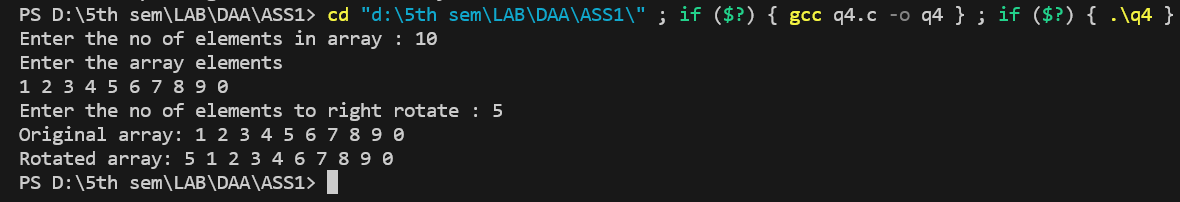 PS D:\5th sem\LAB\DAA\ASS1> cd "d:\5th sem\LAB\DAA\ASS1\" ; if ($?) { gcc q4.c -o q4 } ; if ($?) { .\q4 }
Enter the no of elements in array : 10
Enter the array elements
1 2 3 4 5 6 7 8 9 0
Enter the no of elements to right rotate : 5
Original array: 1 2 3 4 5 6 7 8 9 0
Rotated array: 5 1 2 3 4 6 7 8 9 0
PS D:\5th sem\LAB\DAA\ASS1>